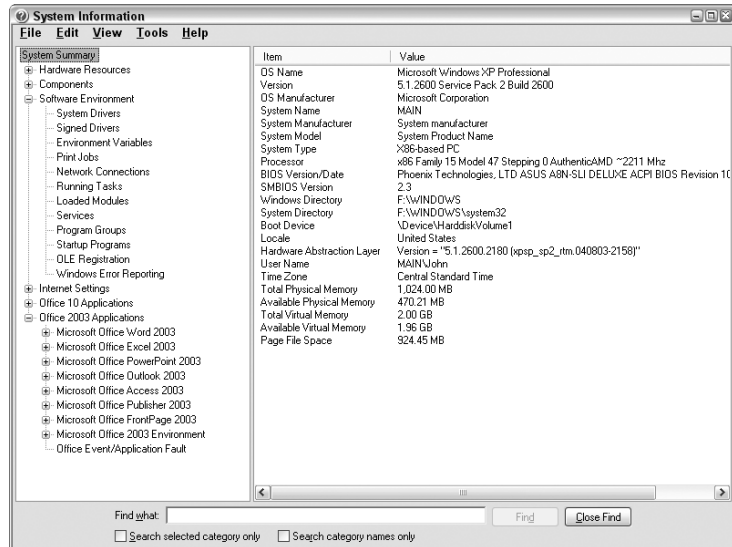 System Information
File Edit View Tools Help
System Summary
Hardware Resources
Components
Software Environment
System Drivers
Signed Drivers
Environment Variables
Print Jobs
Network Connections
Running Tasks
Loaded Modules
Services
Program Groups
Startup Programs
OLE Registration
Windows Error Reporting
Internet Settings
Office 10 Applications
Office 2003 Applications
Microsoft Office Word 2003
Microsoft Office Excel 2003
Microsoft Office PowerPoint 2003
Microsoft Office Outlook 2003
Microsoft Office Access 2003
Microsoft Office Publisher 2003
Microsoft Office FrontPage 2003
Microsoft Office 2003 Environment
Office Event/Application Fault
Item Value
OS Name Microsoft Windows XP Professional
Version 5.1.2600 Service Pack 2 Build 2600
OS Manufacturer Microsoft Corporation
System Name MAIN
System Manufacturer System manufacturer
System Model System Product Name
System Type X86-based PC
Processor x86 Family 15 Model 47 Stepping 0 AuthenticAMD ~2211 Mhz
BIOS Version/Date Phoenix Technologies, LTD ASUS A8N-SLI DELUXE ACPI BIOS Revision 10
SMBIOS Version 2.3
Windows Directory F:\WINDOWS
System Directory F:\WINDOWS\system32
Boot Device \Device\HarddiskVolume1
Locale United States
Hardware Abstraction Layer Version = "5.1.2600.2180 (xpsp_sp2_rtm.040803-2158)"
User Name MAIN\John
Time Zone Central Standard Time
Total Physical Memory 1,024.00 MB
Available Physical Memory 470.21 MB
Total Virtual Memory 2.00 GB
Available Virtual Memory 1.96 GB
Page File Space 924.45 MB
Find what: Find Close Find
Search selected category only Search category names only